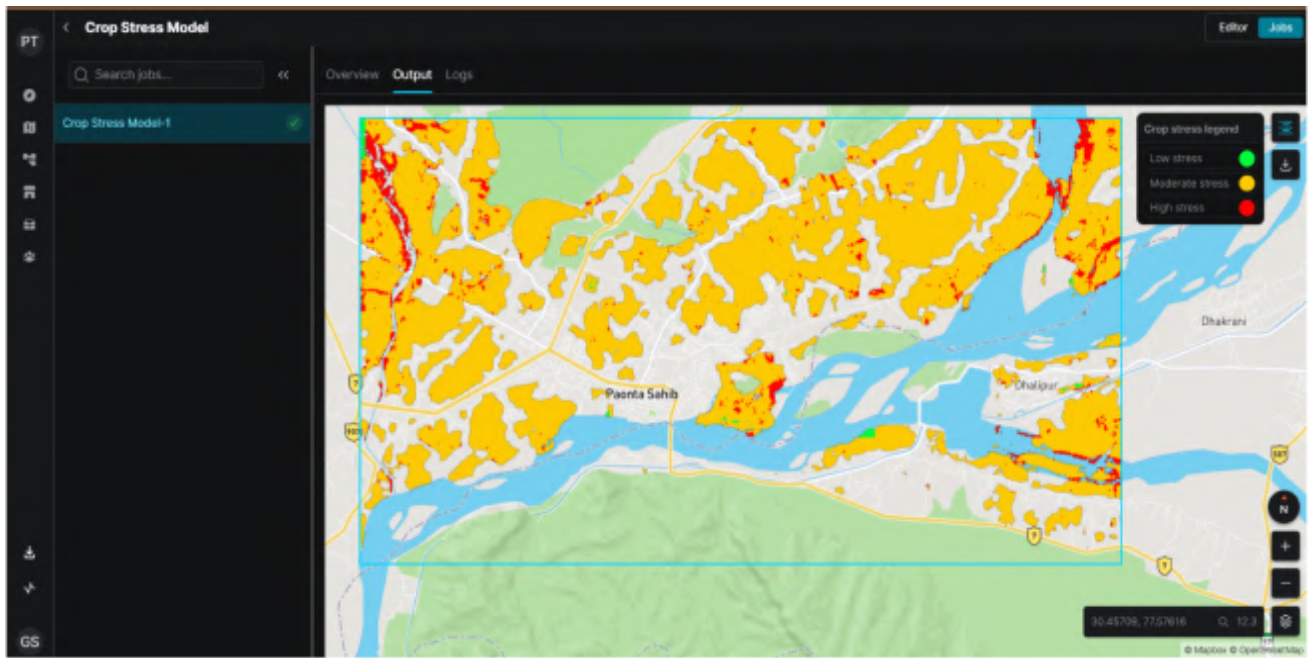 PT
Crop Stress Model
Editor
Jobs
Search jobs...
Overview
Output
Logs
Crop Stress Model-1
Crop stress legend
Low stress
Moderate stress
High stress
Dhakrani
7
Paonta Sahib
Dhalipur
907
507
N
7
7
30.45709, 77.57616
12.3
GS
© Mapbox © OpenStreetMap